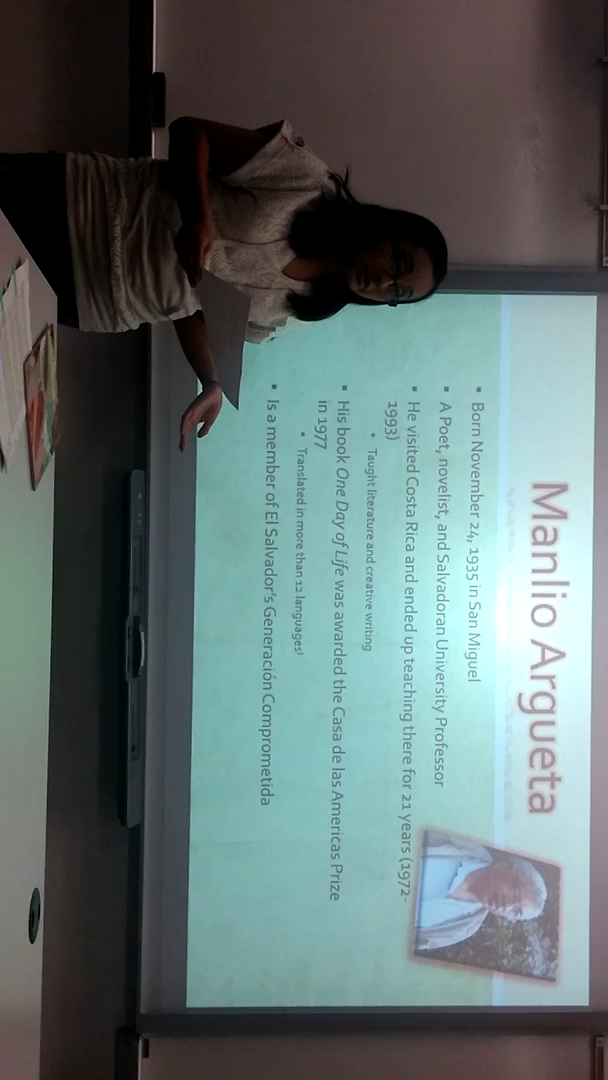 Manlio Argueta
▪ Born November 24, 1935 in San Miguel
▪ A Poet, novelist, and Salvadoran University Professor
▪ He visited Costa Rica and ended up teaching there for 21 years (1972-
1993)
▪ Taught literature and creative writing
▪ His book One Day of Life was awarded the Casa de las Americas Prize
in 1977
▪ Translated in more than 12 languages!
▪ Is a member of El Salvador's Generación Comprometida